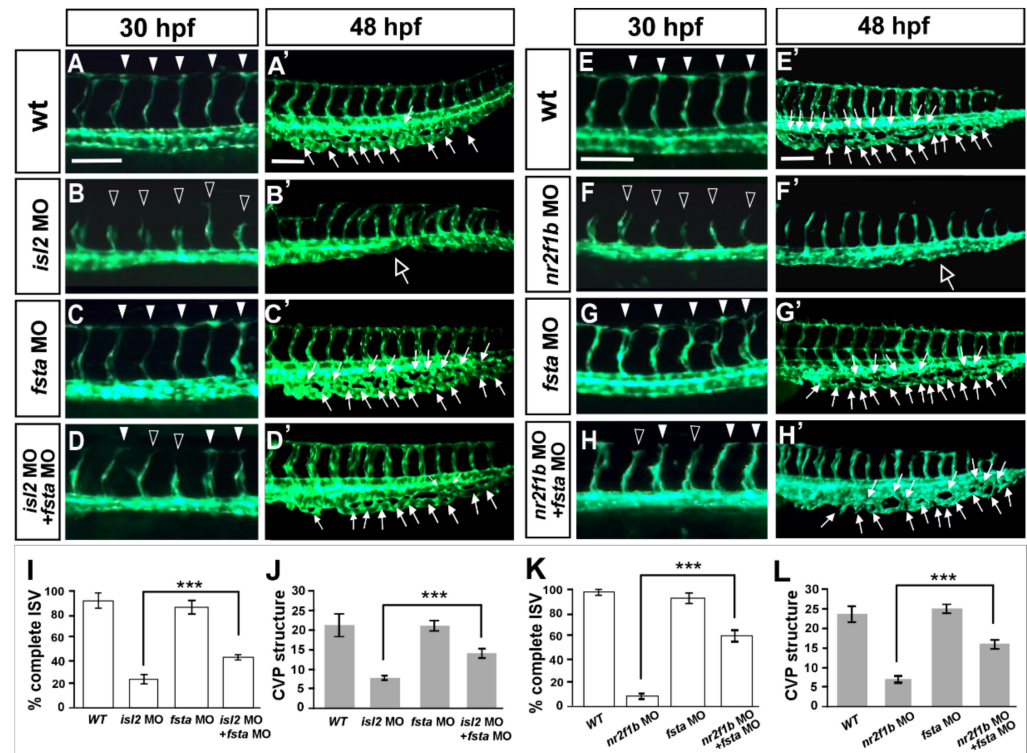 30 hpf 48 hpf 30 hpf 48 hpf
wt A A' wt E E'
isl2 MO B B' nr2f1b MO F F'
fsta MO C C' fsta MO G G'
isl2 MO D D' nr2f1b MO H H'
+fsta MO +fsta MO
I
% complete ISV
100
80
60
40
20
0
***
WT isl2 MO fsta MO isl2 MO
+fsta MO
J
CVP structure
30
25
20
15
10
5
0
***
WT isl2 MO fsta MO isl2 MO
+fsta MO
K
% complete ISV
100
80
60
40
20
0
***
WT nr2f1b MO fsta MO nr2f1b MO
+fsta MO
L
CVP structure
30
25
20
15
10
5
0
***
WT nr2f1b MO fsta MO nr2f1b MO
+fsta MO